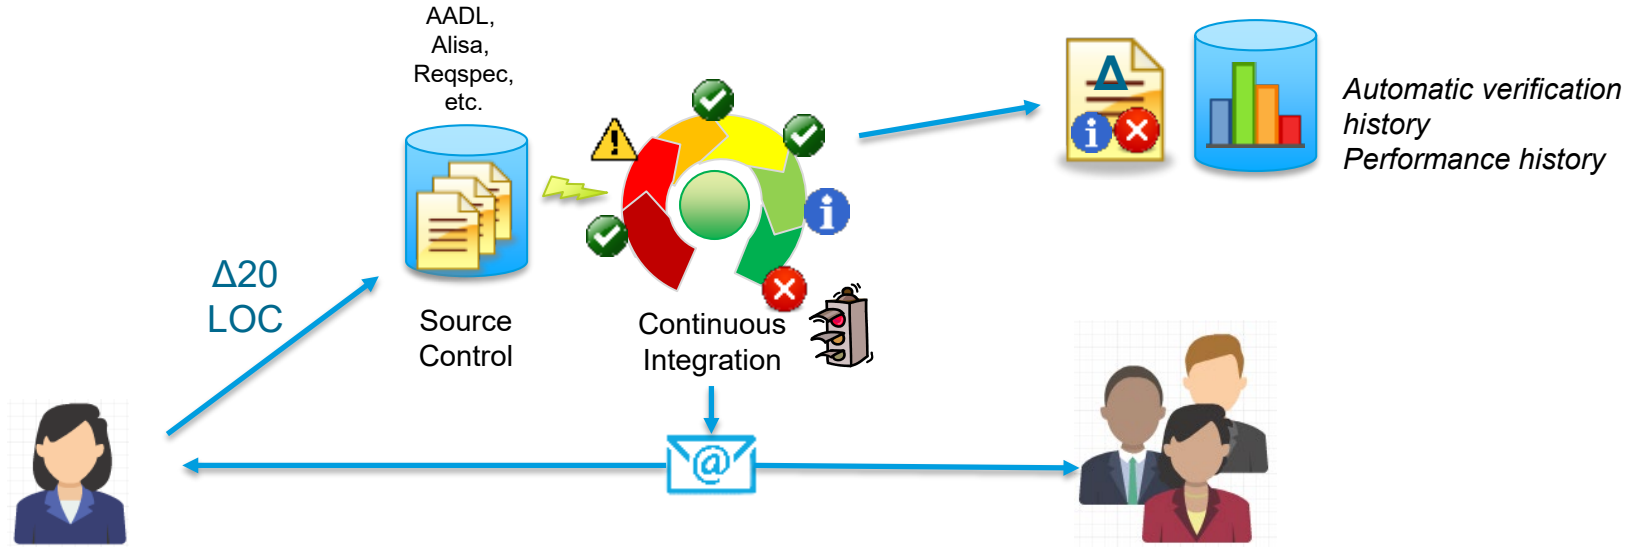 AADL,
Alisa,
Reqspec,
etc.
Δ20
LOC
Source
Control
Continuous
Integration
@
Δ
i
i
!
Automatic verification
history
Performance history